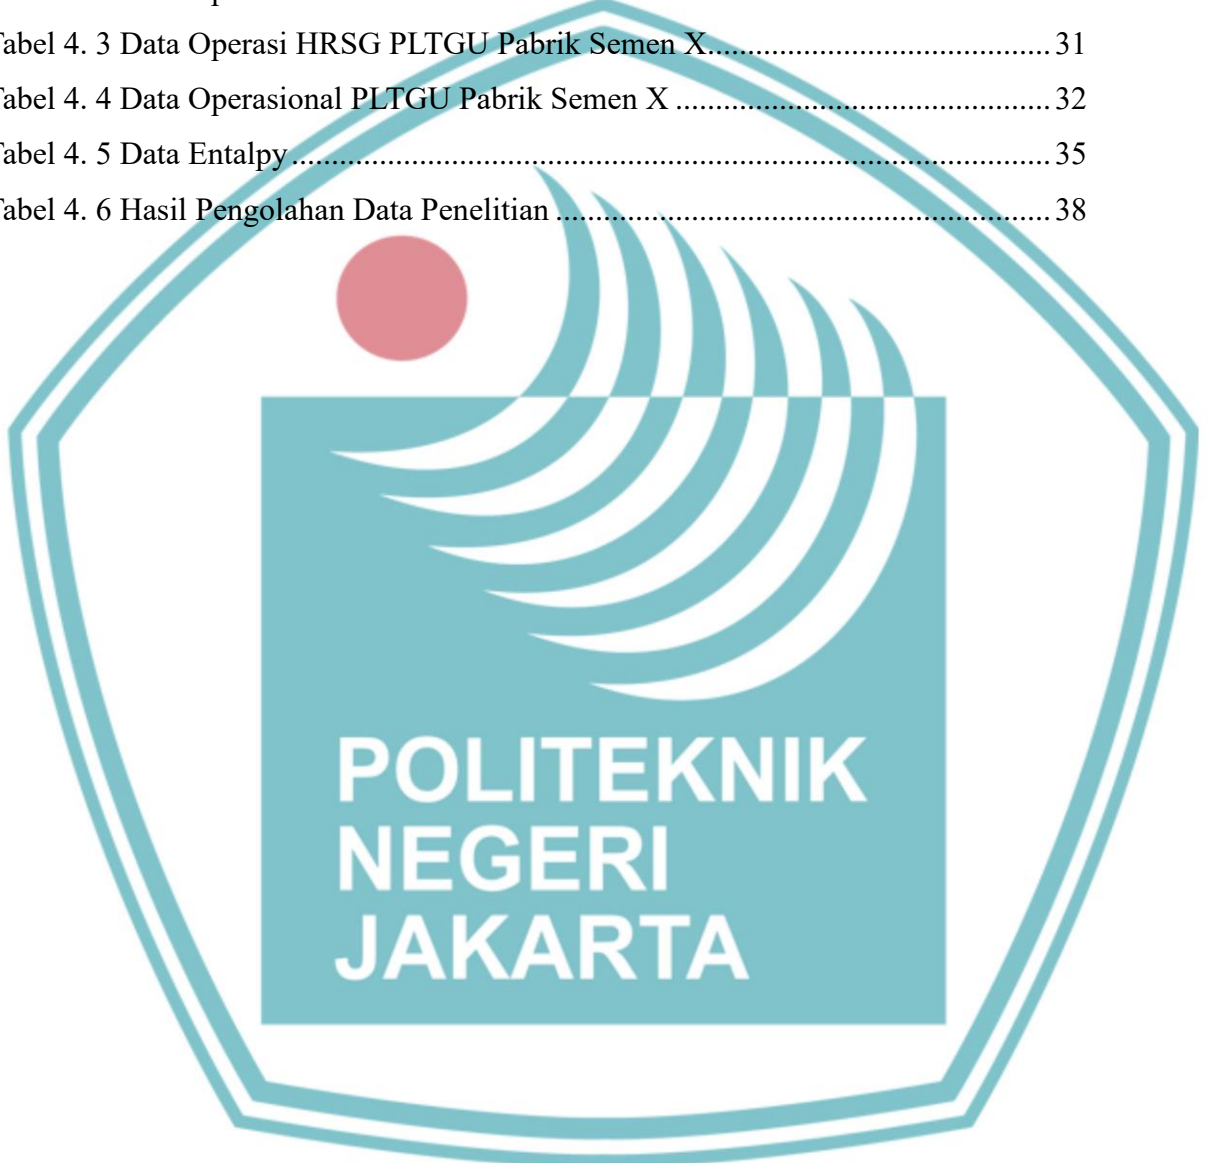 Tabel 4. 3 Data Operasi HRSG PLTGU Pabrik Semen X.......................................... 31
Tabel 4. 4 Data Operasional PLTGU Pabrik Semen X .............................................. 32
Tabel 4. 5 Data Entalpy............................................................................................. 35
Tabel 4. 6 Hasil Pengolahan Data Penelitian ............................................................. 38
POLITEKNIK
NEGERI
JAKARTA